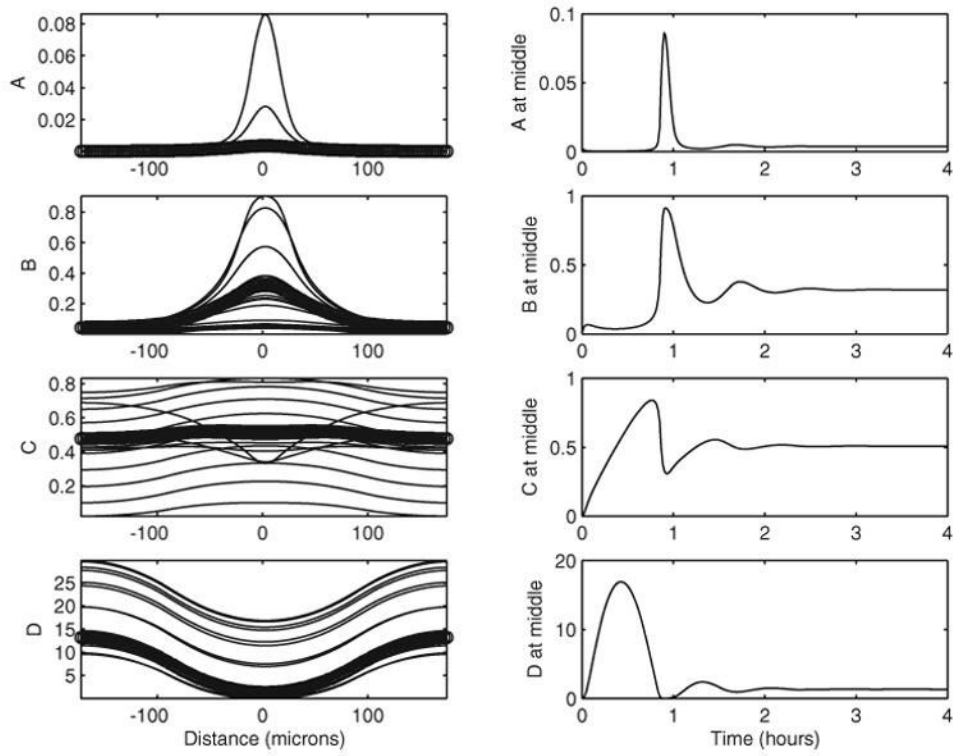 0.08
0.06
0.04
0.02
A
-100 0 100
0.1
0.05
0
A at middle
0 1 2 3 4
0.8
0.6
0.4
0.2
B
-100 0 100
1
0.5
0
B at middle
0 1 2 3 4
0.8
0.6
0.4
0.2
C
-100 0 100
1
0.5
0
C at middle
0 1 2 3 4
25
20
15
10
5
D
-100 0 100
Distance (microns)
20
10
0
D at middle
0 1 2 3 4
Time (hours)